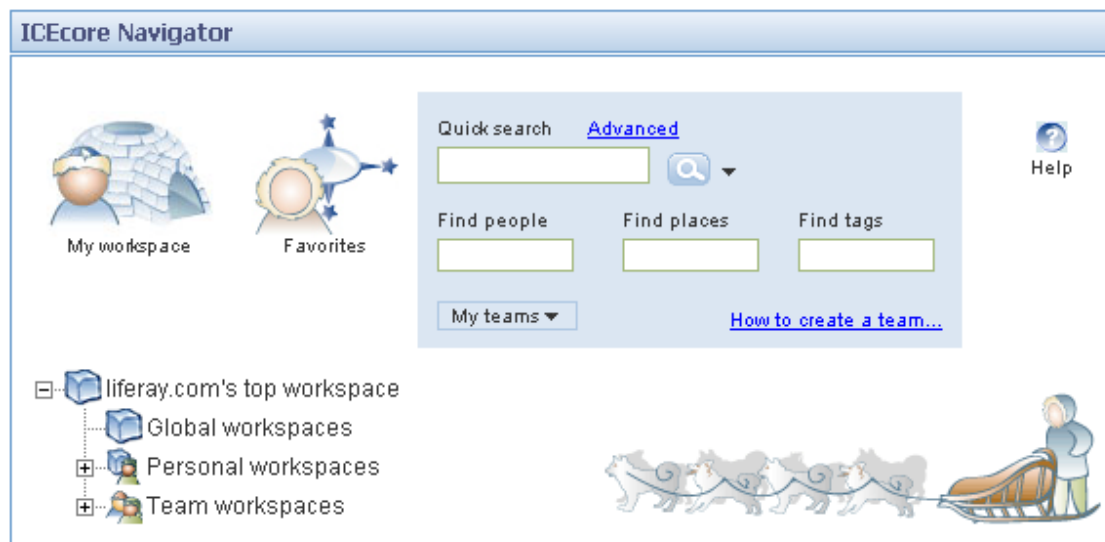 ICEcore Navigator
Quick search Advanced
Help
Find people Find places Find tags
My workspace Favorites
My teams
How to create a team...
liferay.com's top workspace
Global workspaces
Personal workspaces
Team workspaces